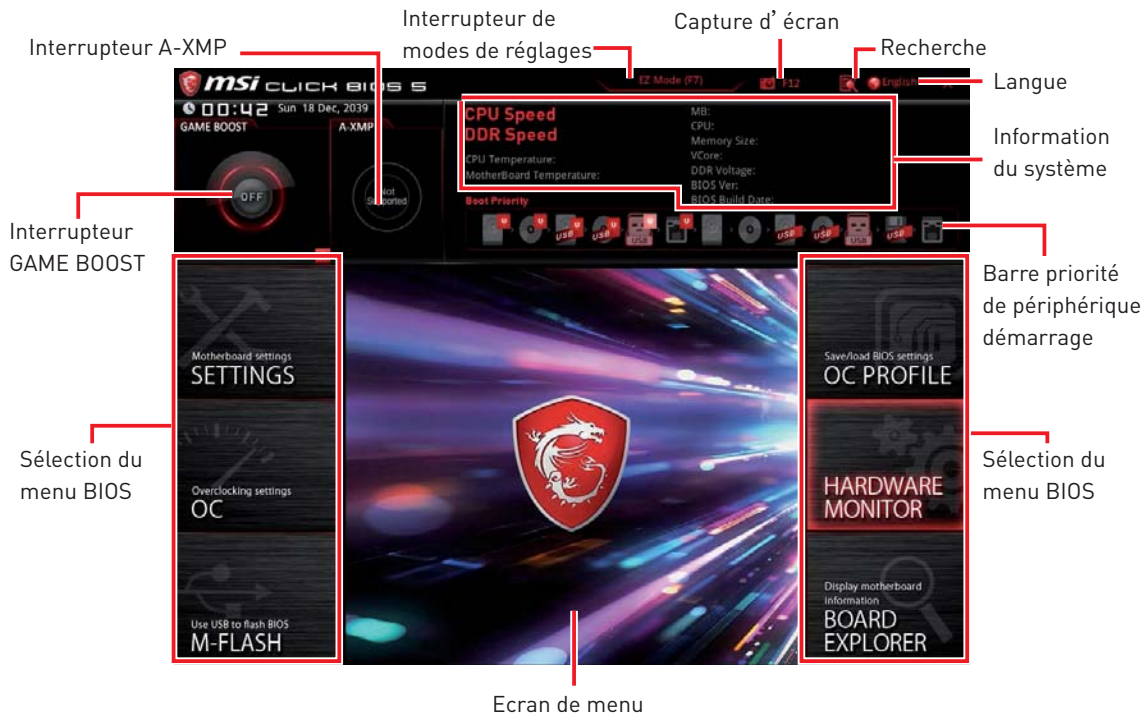 Interrupteur de
modes de réglages
Capture d’ écran
Interrupteur A-XMP
Recherche
msi CLICK BIOS 5
EZ Mode (F7)
F12
English
X
Langue
00:42 Sun 18 Dec, 2039
GAME BOOST
A-XMP
CPU Speed
DDR Speed
CPU Temperature:
MotherBoard Temperature:
MB:
CPU:
Memory Size:
VCore:
DDR Voltage:
BIOS Ver:
BIOS Build Date:
Information
du système
OFF
Not
Supported
Boot Priority
U U U U U U USB USB USB USB
USB
Interrupteur
GAME BOOST
Barre priorité
de périphérique
démarrage
Motherboard settings
SETTINGS
Save/load BIOS settings
OC PROFILE
Sélection du
menu BIOS
Overclocking settings
OC
HARDWARE
MONITOR
Sélection du
menu BIOS
Use USB to flash BIOS
M-FLASH
Display motherboard
information
BOARD
EXPLORER
Ecran de menu